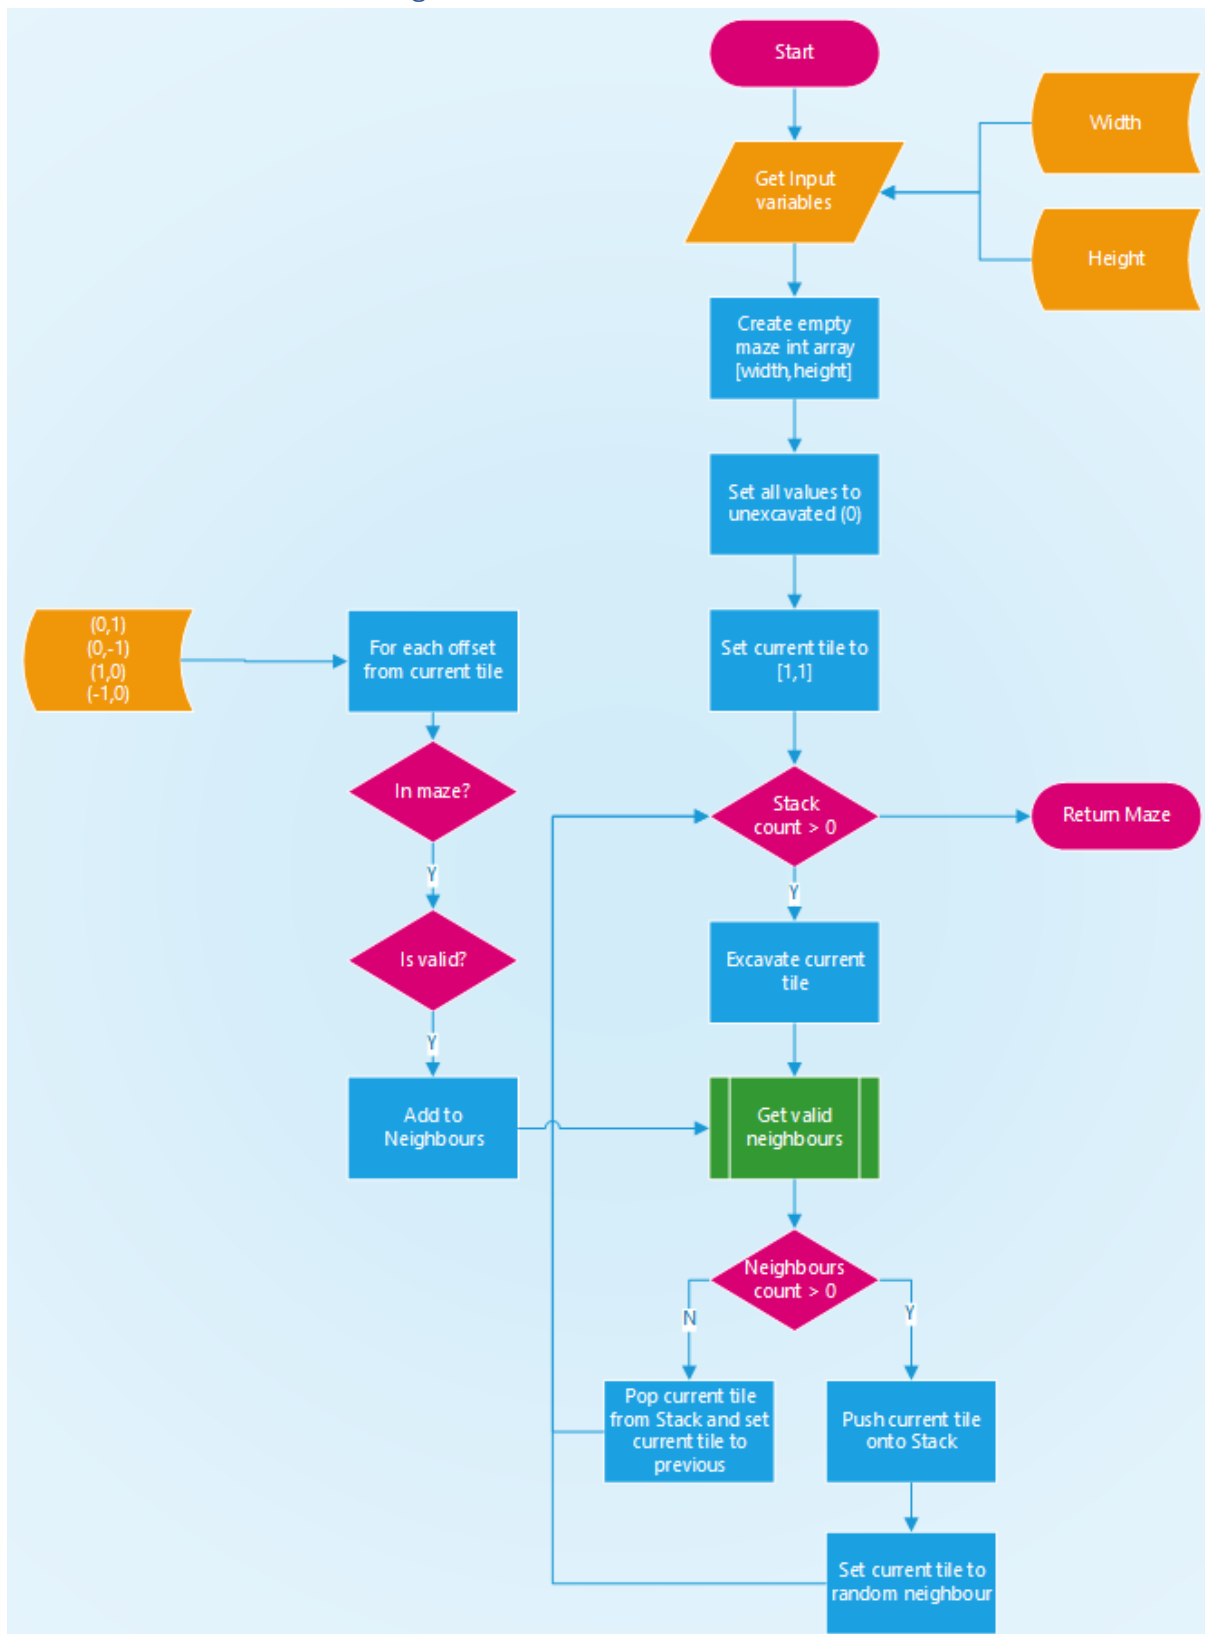 Start
Width
Get Input
variables
Height
Create empty
maze int array
[width,height]
Set all values to
unexcavated (0)
(0,1)
(0,-1)
(1,0)
(-1,0)
For each offset
from current tile
Set current tile to
[1,1]
In maze?
Stack
count > 0
Return Maze
Y
Y
Is valid?
Excavate current
tile
Y
Add to
Neighbours
Get valid
neighbours
Neighbours
count > 0
N
Y
Pop current tile
from Stack and set
current tile to
previous
Push current tile
onto Stack
Set current tile to
random neighbour